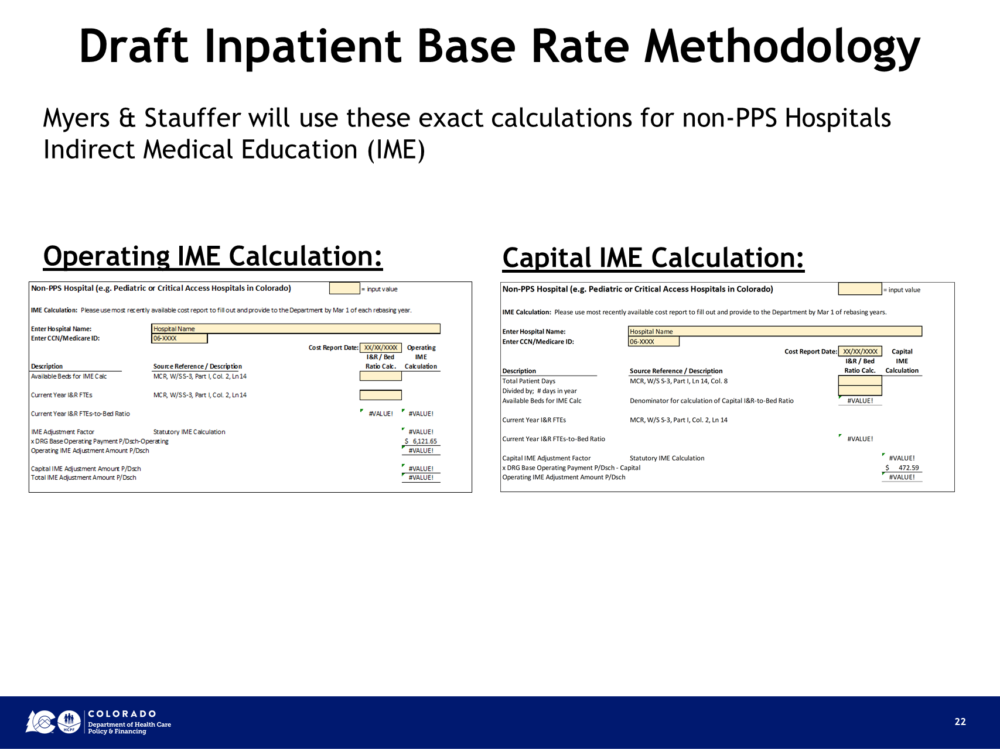 Draft Inpatient Base Rate Methodology
Myers & Stauffer will use these exact calculations for non-PPS Hospitals
Indirect Medical Education (IME)
Operating IME Calculation:
Non-PPS Hospital (e.g. Pediatric or Critical Access Hospitals in Colorado) = input value
IME Calculation: Please use most recently available cost report to fill out and provide to the Department by Mar 1 of each rebasing year.
Enter Hospital Name: Hospital Name
Enter CCN/Medicare ID: 06-XXXX
Cost Report Date: XX/XX/XXXX Operating
I&R / Bed IME
Description Source Reference / Description Ratio Calc. Calculation
Available Beds for IME Calc MCR, W/S S-3, Part I, Col. 2, Ln 14
Current Year I&R FTEs MCR, W/S S-3, Part I, Col. 2, Ln 14
Current Year I&R FTEs-to-Bed Ratio #VALUE! #VALUE!
IME Adjustment Factor Statutory IME Calculation #VALUE!
x DRG Base Operating Payment P/Dsch-Operating $ 6,121.65
Operating IME Adjustment Amount P/Dsch #VALUE!
Capital IME Adjustment Amount P/Dsch #VALUE!
Total IME Adjustment Amount P/Dsch #VALUE!
Capital IME Calculation:
Non-PPS Hospital (e.g. Pediatric or Critical Access Hospitals in Colorado) = input value
IME Calculation: Please use most recently available cost report to fill out and provide to the Department by Mar 1 of rebasing years.
Enter Hospital Name: Hospital Name
Enter CCN/Medicare ID: 06-XXXX
Cost Report Date: XX/XX/XXXX Capital
I&R / Bed IME
Description Source Reference / Description Ratio Calc. Calculation
Total Patient Days MCR, W/S S-3, Part I, Ln 14, Col. 8
Divided by; # days in year
Available Beds for IME Calc Denominator for calculation of Capital I&R-to-Bed Ratio #VALUE!
Current Year I&R FTEs MCR, W/S S-3, Part I, Col. 2, Ln 14
Current Year I&R FTEs-to-Bed Ratio #VALUE!
Capital IME Adjustment Factor Statutory IME Calculation #VALUE!
x DRG Base Operating Payment P/Dsch - Capital $ 472.59
Operating IME Adjustment Amount P/Dsch #VALUE!
HCPF
COLORADO
Department of Health Care
Policy & Financing
22